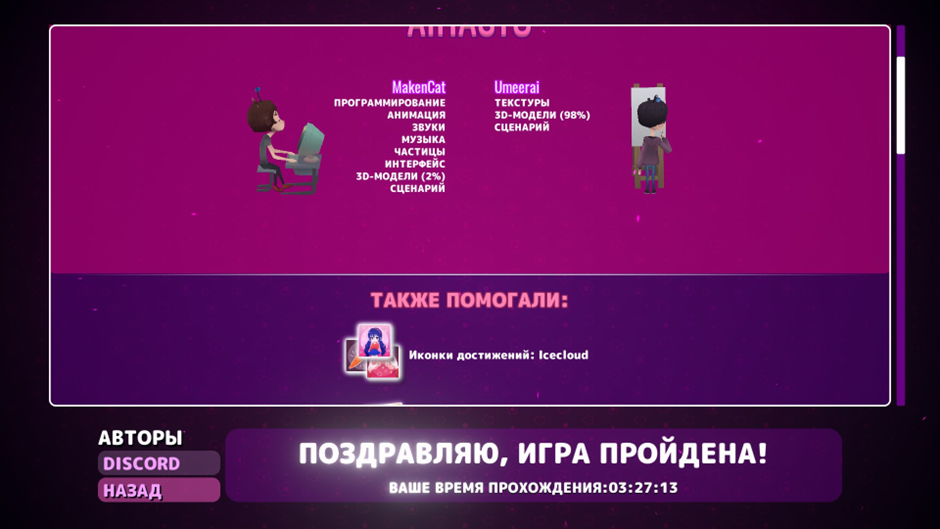 MakenCat
ПРОГРАММИРОВАНИЕ
АНИМАЦИЯ
ЗВУКИ
МУЗЫКА
ЧАСТИЦЫ
ИНТЕРФЕЙС
3D-МОДЕЛИ (2%)
СЦЕНАРИЙ
Umeerai
ТЕКСТУРЫ
3D-МОДЕЛИ (98%)
СЦЕНАРИЙ
ТАКЖЕ ПОМОГАЛИ:
Иконки достижений: Icecloud
АВТОРЫ
DISCORD
НАЗАД
ПОЗДРАВЛЯЮ, ИГРА ПРОЙДЕНА!
ВАШЕ ВРЕМЯ ПРОХОЖДЕНИЯ:03:27:13